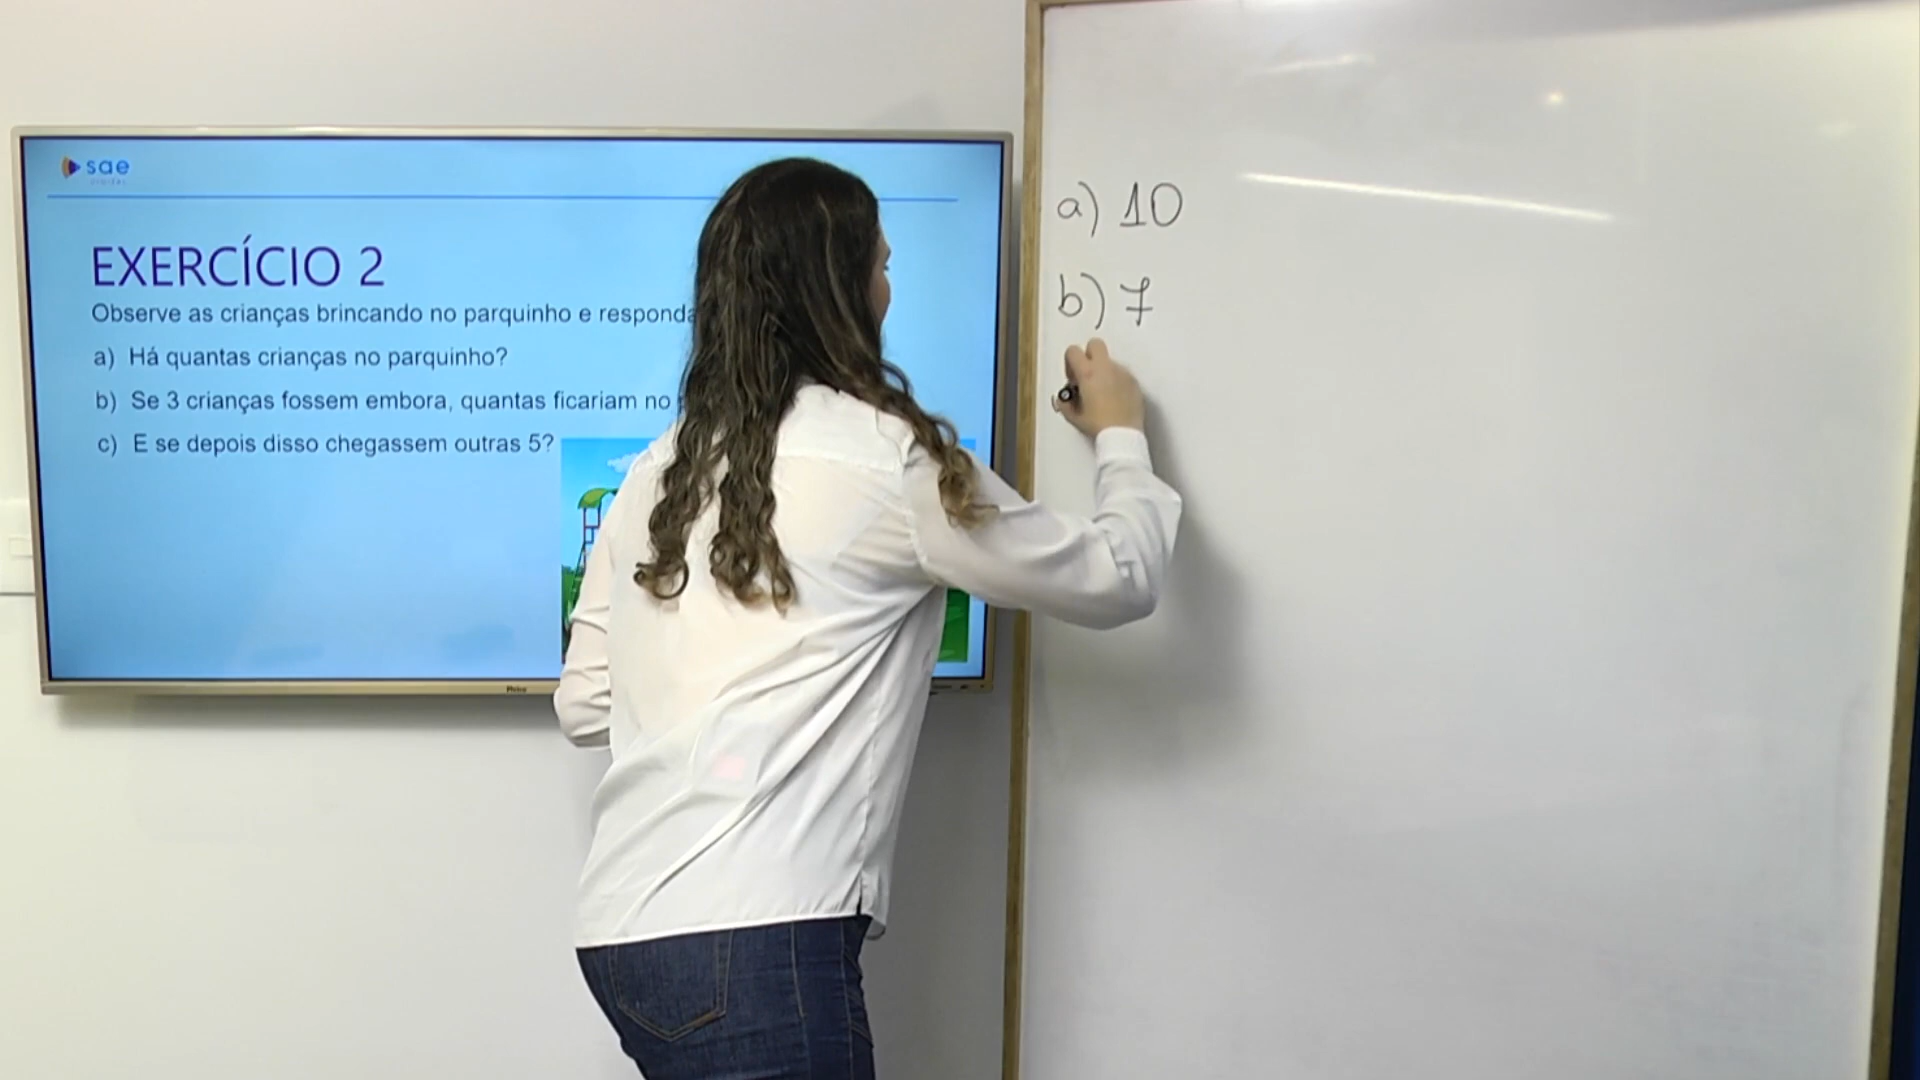 sae
EXERCÍCIO 2
Observe as crianças brincando no parquinho e responda
a) Há quantas crianças no parquinho?
b) Se 3 crianças fossem embora, quantas ficariam no
c) E se depois disso chegassem outras 5?
Philco
a) 10
b) 7